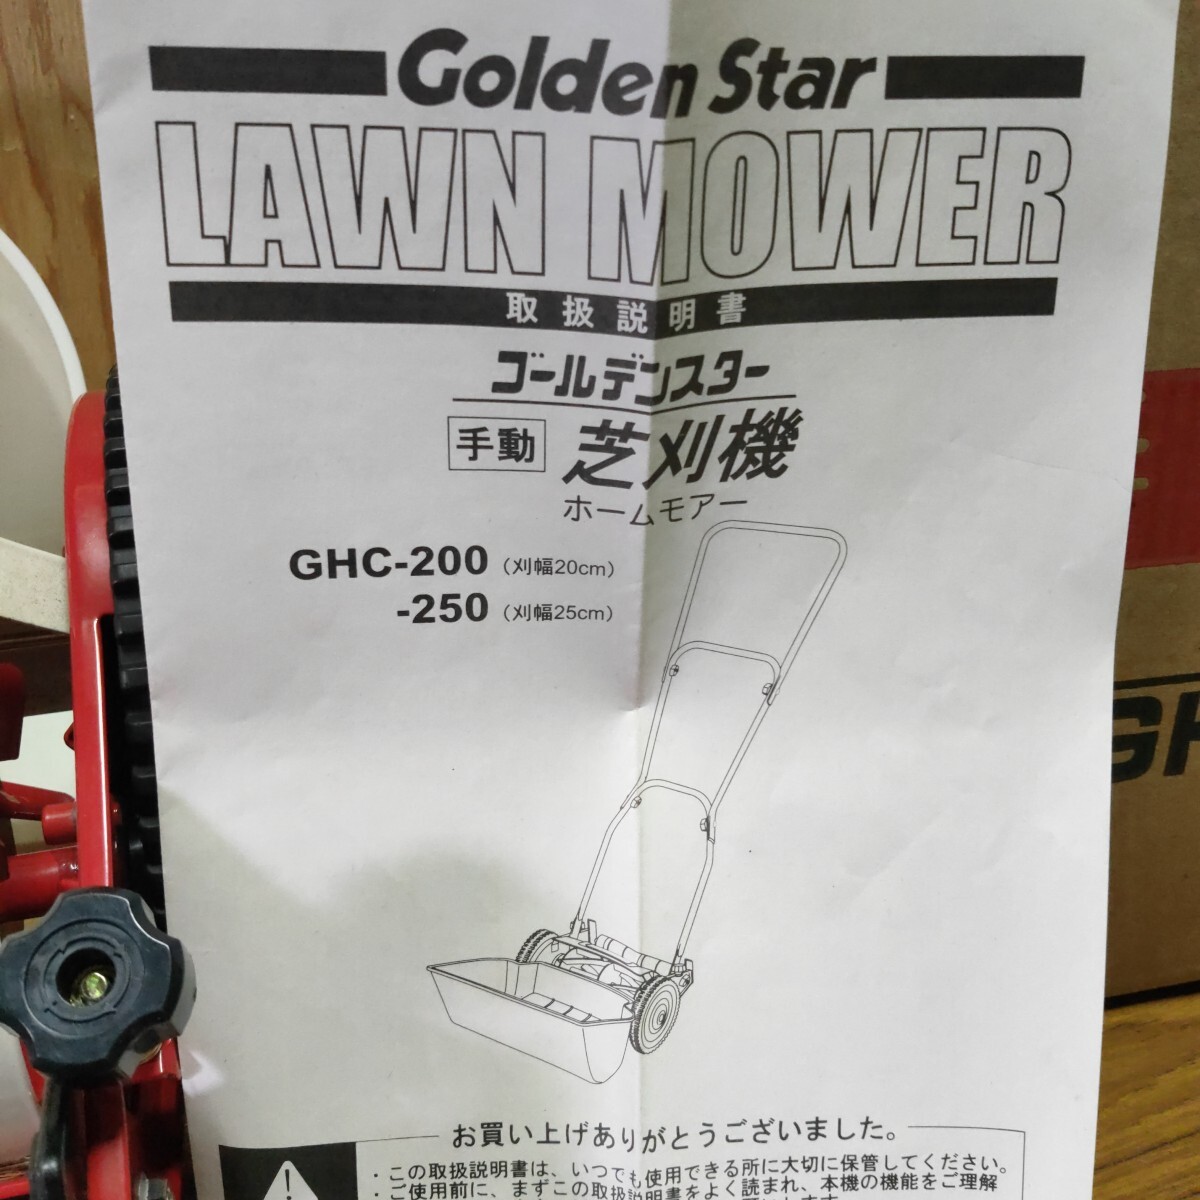 Golden Star
LAWN MOWER
取扱説明書
ゴールデンスター
手動 芝刈機
ホームモアー
GHC-200 (刈幅20cm)
-250 (刈幅25cm)
GH
お買い上げありがとうございました。
・この取扱説明書は、いつでも使用できる所に大切に保管してください。
・ご使用前に、まずこの取扱説明書をよく読まれ、本機の機能をご理解